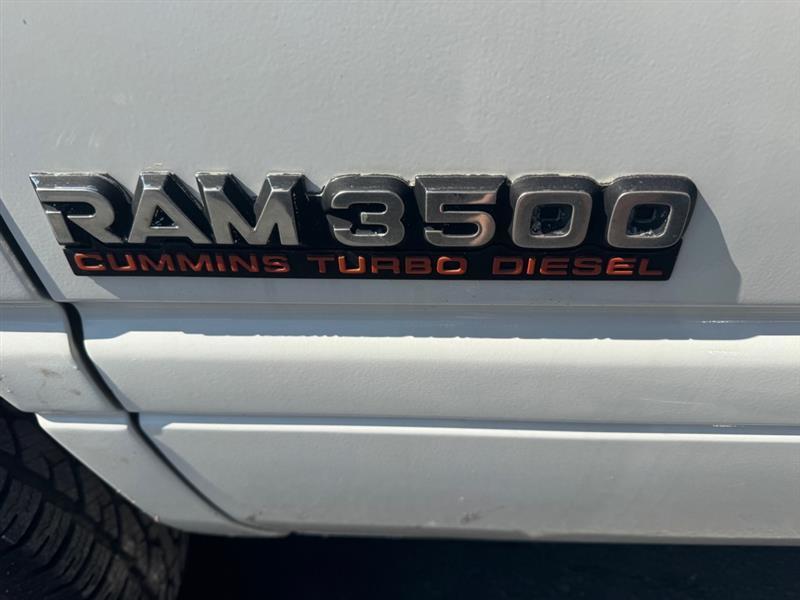 RAM 3500
CUMMINS TURBO DIESEL